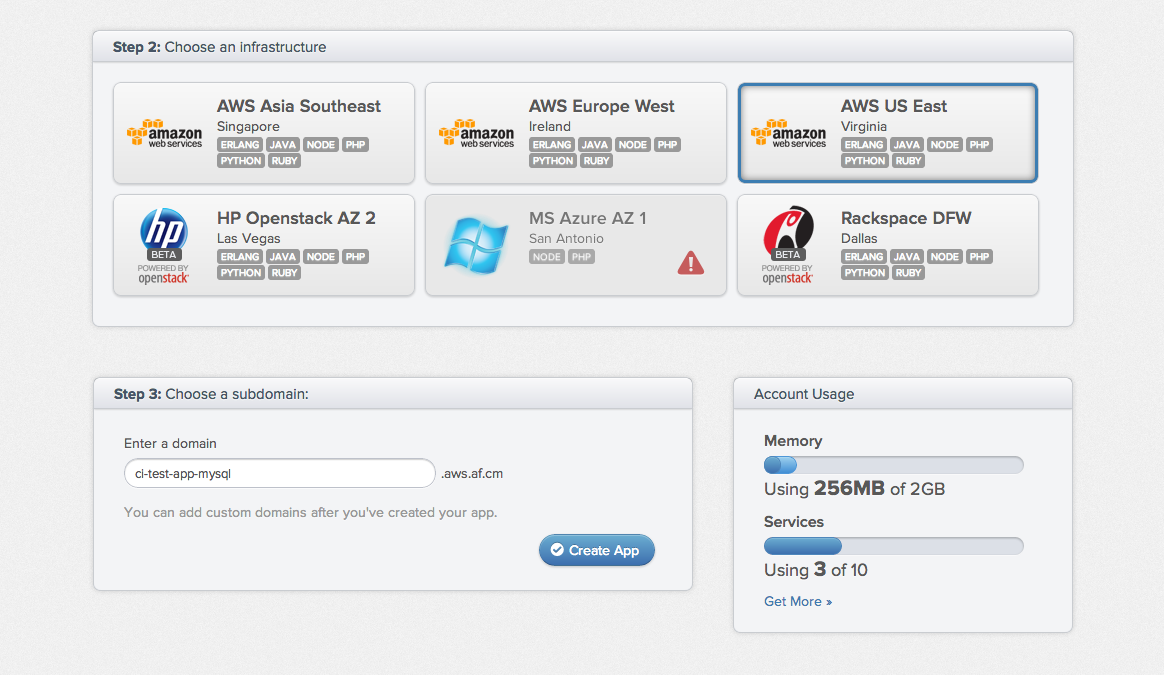 Step 2: Choose an infrastructure
amazon
web services
AWS Asia Southeast
Singapore
ERLANG JAVA NODE PHP
PYTHON RUBY
amazon
web services
AWS Europe West
Ireland
ERLANG JAVA NODE PHP
PYTHON RUBY
amazon
web services
AWS US East
Virginia
ERLANG JAVA NODE PHP
PYTHON RUBY
hp
BETA
POWERED BY
openstack
HP Openstack AZ 2
Las Vegas
ERLANG JAVA NODE PHP
PYTHON RUBY
MS Azure AZ 1
San Antonio
NODE PHP
BETA
POWERED BY
openstack
Rackspace DFW
Dallas
ERLANG JAVA NODE PHP
PYTHON RUBY
Step 3: Choose a subdomain:
Enter a domain
ci-test-app-mysql .aws.af.cm
You can add custom domains after you've created your app.
Create App
Account Usage
Memory
Using 256MB of 2GB
Services
Using 3 of 10
Get More »